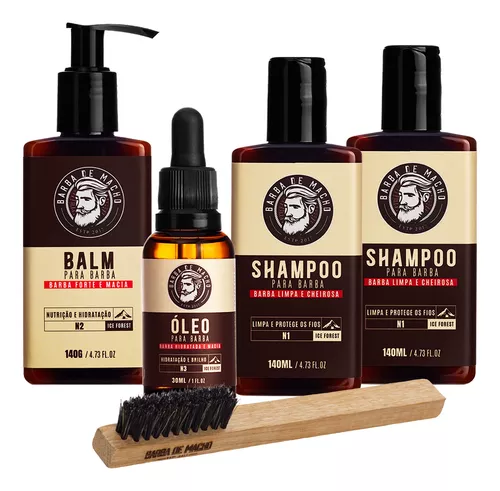 BARBA DE MACHO
BALM
PARA BARBA
BARBA FORTE E MACIA
NUTRIÇÃO E HIDRATAÇÃO
N2
ICE FOREST
140G / 4.73 FL.OZ
BARBA DE MACHO
ÓLEO
PARA BARBA
BARBA HIDRATADA E MACIA
HIDRATAÇÃO E BRILHO
N3
ICE FOREST
30ML / 1 FL.OZ
BARBA DE MACHO
SHAMPOO
PARA BARBA
BARBA LIMPA E CHEIROSA
LIMPA E PROTEGE OS FIOS
N1
ICE FOREST
140ML / 4.73 FL.OZ
BARBA DE MACHO
SHAMPOO
PARA BARBA
BARBA LIMPA E CHEIROSA
LIMPA E PROTEGE OS FIOS
N1
ICE FOREST
140ML / 4.73 FL.OZ
BARBA DE MACHO